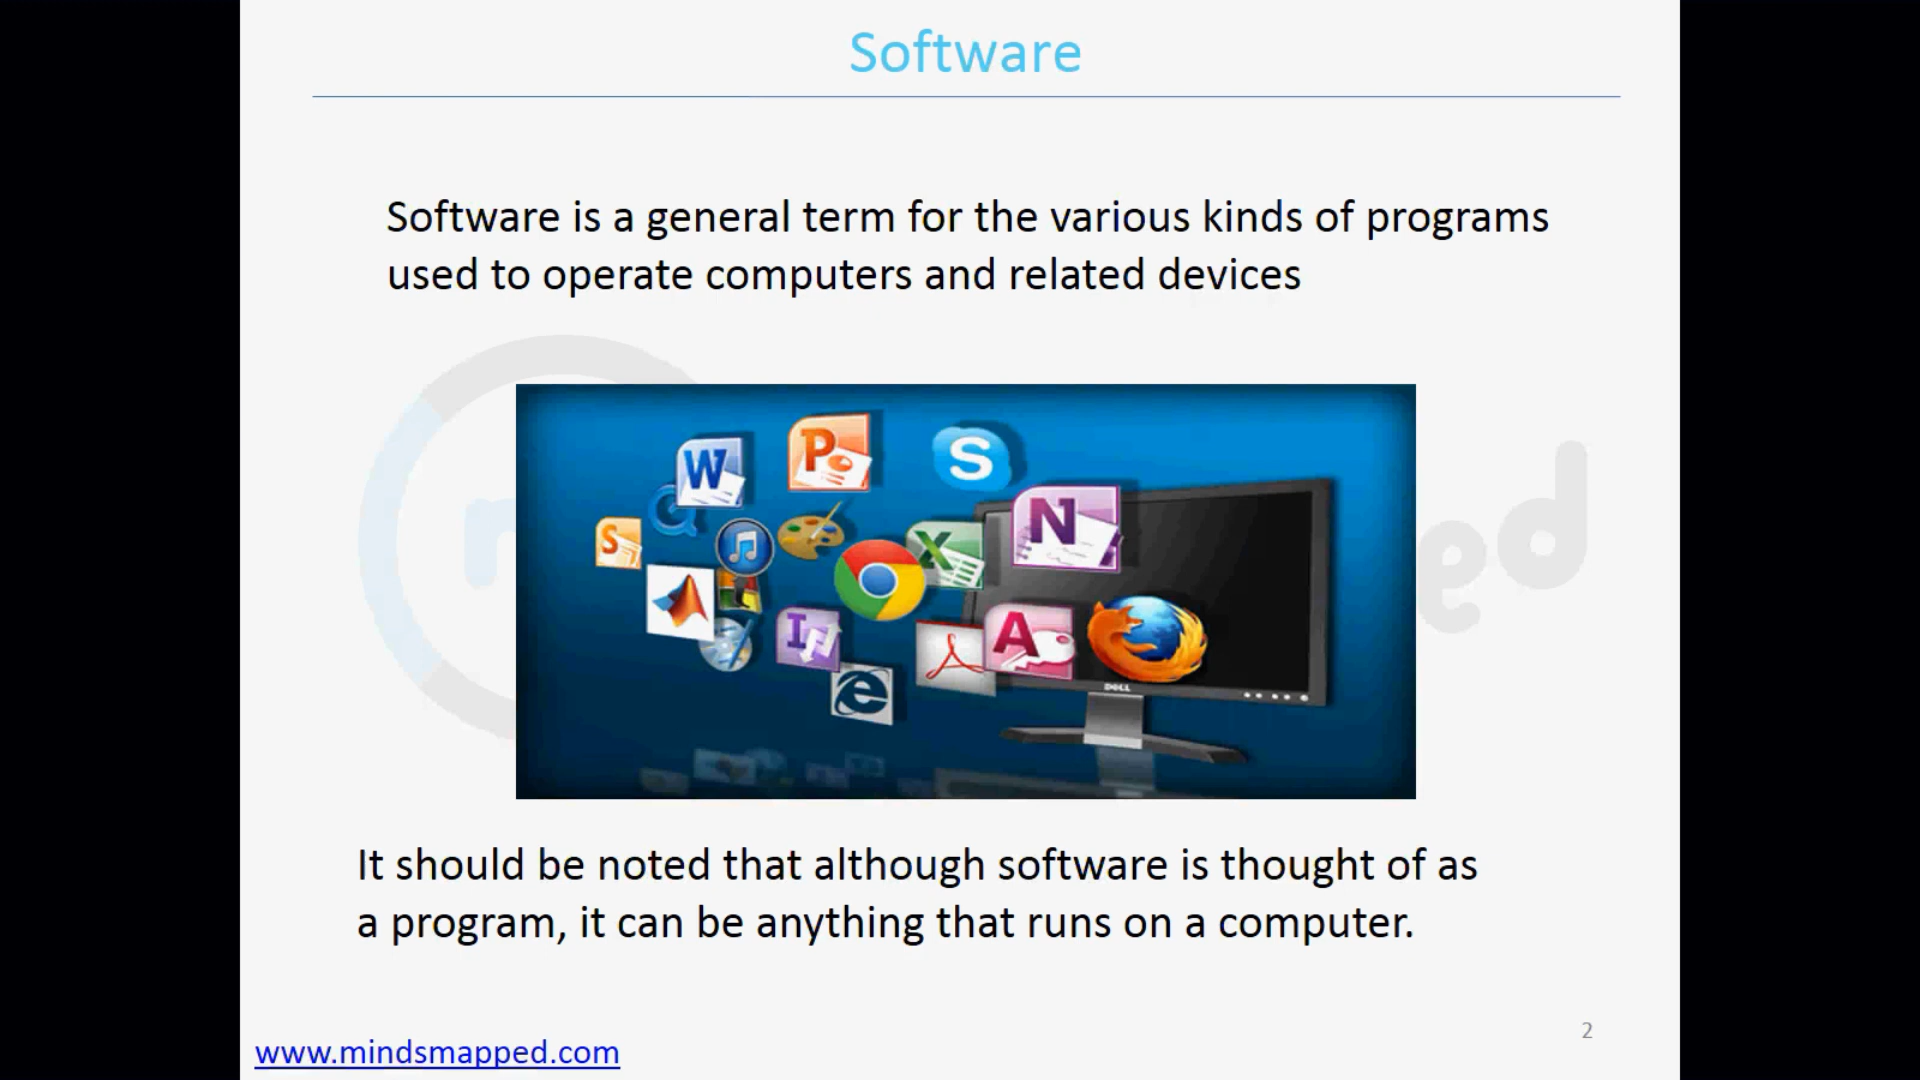 Software
Software is a general term for the various kinds of programs
used to operate computers and related devices
W
P
S
N
S
X
I
A
e
DELL
ed
It should be noted that although software is thought of as
a program, it can be anything that runs on a computer.
2
www.mindsmapped.com